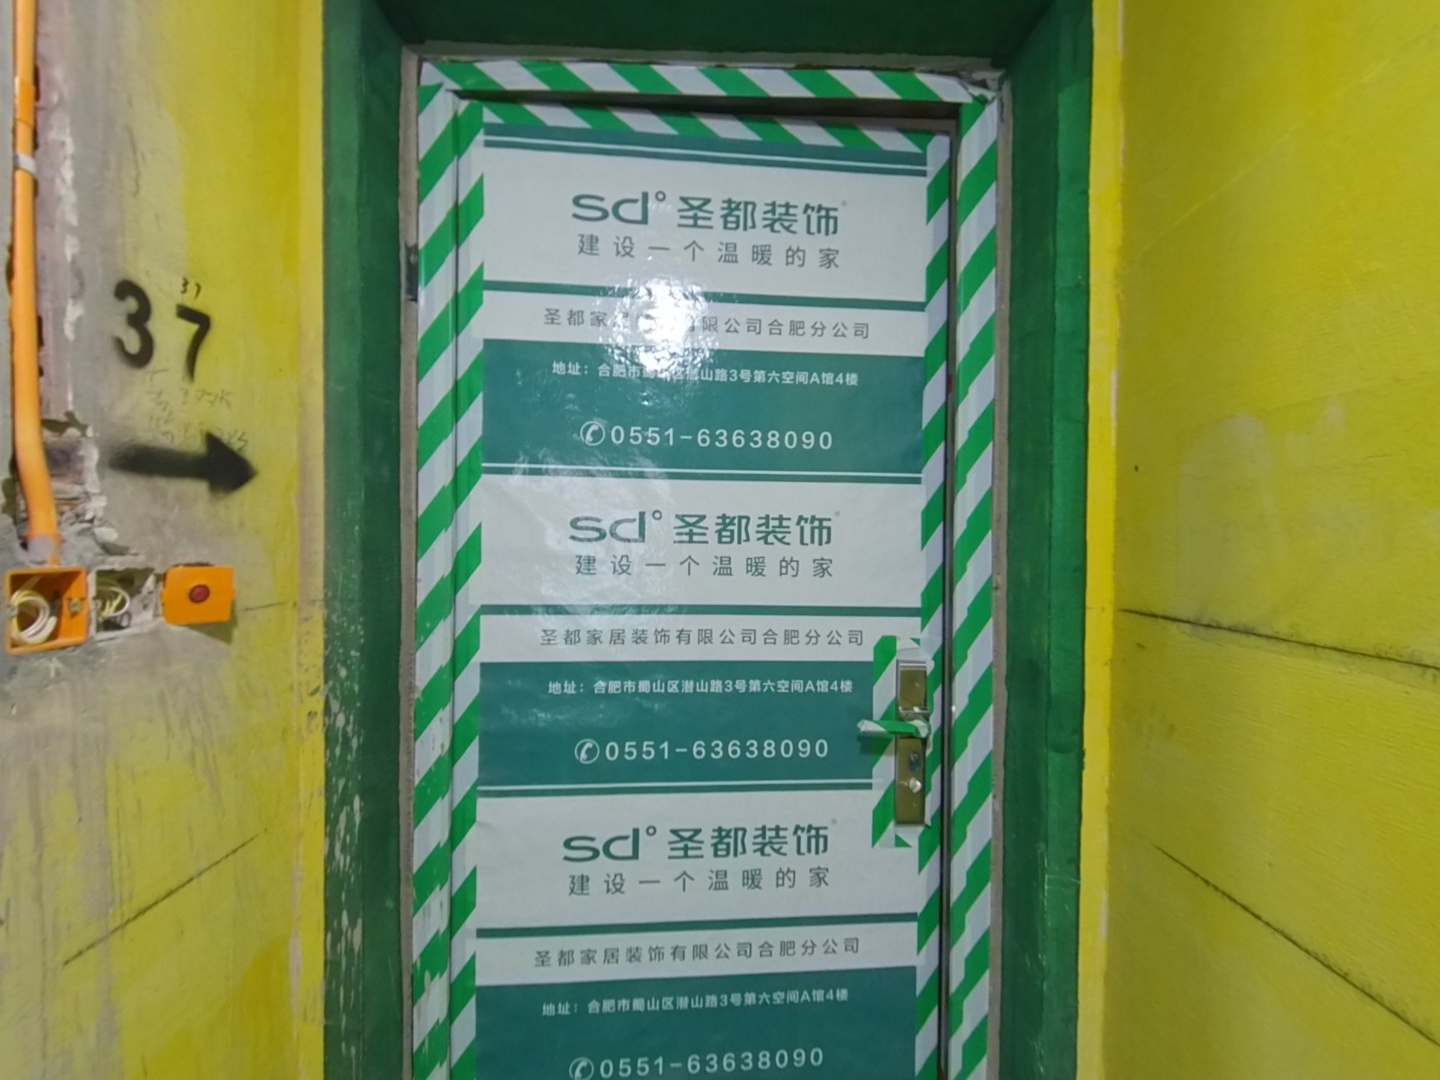 sd°圣都装饰
建设一个温暖的家
圣都家居 有限公司合肥分公司
地址：合肥市蜀山区潜山路3号第六空间A馆4楼
0551-63638090
sd°圣都装饰
建设一个温暖的家
圣都家居装饰有限公司合肥分公司
地址：合肥市蜀山区潜山路3号第六空间A馆4楼
0551-63638090
sd°圣都装饰
建设一个温暖的家
圣都家居装饰有限公司合肥分公司
地址：合肥市蜀山区潜山路3号第六空间A馆4楼
0551-63638090
37
37